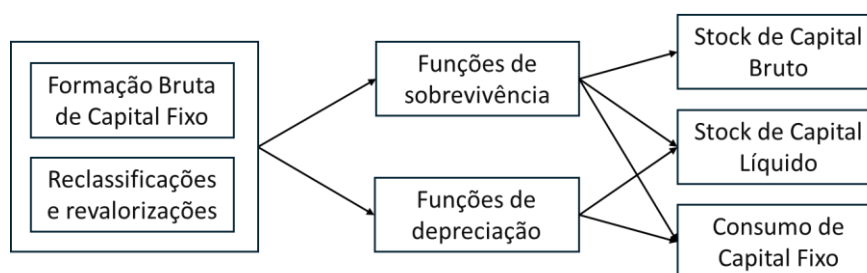 Formação Bruta
de Capital Fixo
Reclassificações
e revalorizações
Funções de
sobrevivência
Funções de
depreciação
Stock de Capital
Bruto
Stock de Capital
Líquido
Consumo de
Capital Fixo